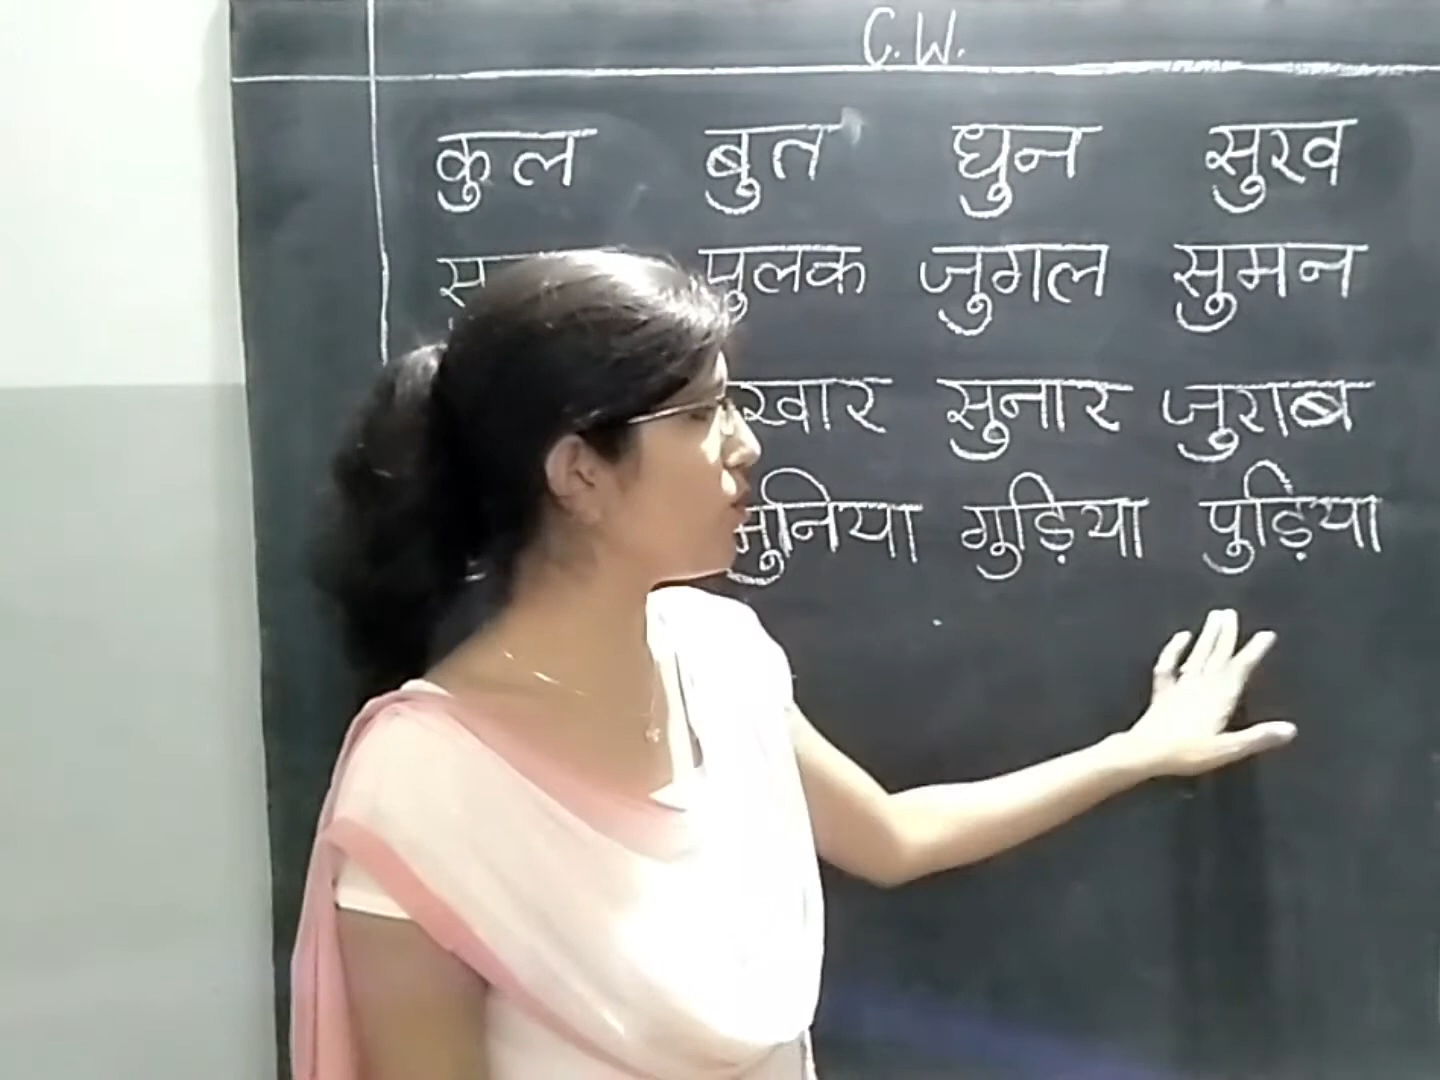 C.W.
कुल बुत धुन सुख
पुलक जुगल सुमन
सुनार जुराब
मुनिया गुड़िया पुड़िया